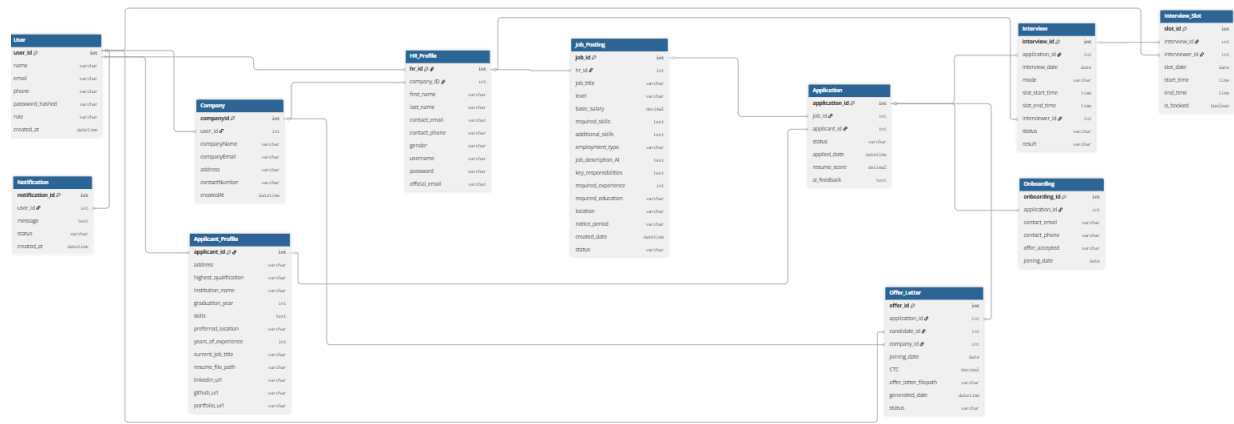 User
user_id int
name varchar
email varchar
phone varchar
password_hashed varchar
role varchar
created_at datetime
Notification
notification_id int
user_id int
message text
status varchar
created_at datetime
Company
companyId int
user_id int
companyName varchar
companyEmail varchar
address varchar
contactNumber varchar
createdAt datetime
Applicant_Profile
applicant_id int
address varchar
highest_qualification varchar
institution_name varchar
graduation_year int
skills text
preferred_location varchar
years_of_experience int
current_job_title varchar
resume_file_path varchar
linkedin_url varchar
github_url varchar
portfolio_url varchar
HR_Profile
hr_id int
company_ID int
first_name varchar
last_name varchar
contact_email varchar
contact_phone varchar
gender varchar
username varchar
password varchar
official_email varchar
Job_Posting
job_id int
hr_id int
job_title varchar
level varchar
basic_salary decimal
required_skills text
additional_skills text
employment_type varchar
job_description_AI text
key_responsibilities text
required_experience int
required_education varchar
location varchar
notice_period varchar
created_date datetime
status varchar
Application
application_id int
job_id int
applicant_id int
status varchar
applied_date datetime
resume_score decimal
ai_feedback text
Offer_Letter
offer_id int
application_id int
candidate_id int
company_id int
joining_date date
CTC decimal
offer_letter_filepath varchar
generated_date datetime
status varchar
Interview
interview_id int
application_id int
interview_date date
mode varchar
slot_start_time time
slot_end_time time
interviewer_id int
status varchar
result varchar
Onboarding
onboarding_id int
application_id int
contact_email varchar
contact_phone varchar
offer_accepted varchar
joining_date date
Interview_Slot
slot_id int
interview_id int
interviewer_id int
slot_date date
start_time time
end_time time
is_booked boolean